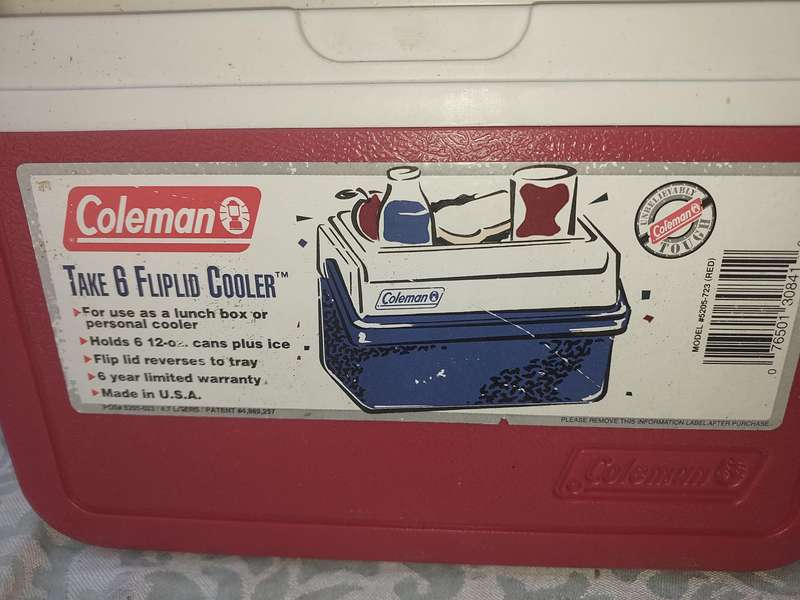 Coleman
TAKE 6 FLIPLID COOLER™
For use as a lunch box or
personal cooler
Holds 6 12-oz. cans plus ice
Flip lid reverses to tray
6 year limited warranty
Made in U.S.A.
Coleman
UNBELIEVABLY
Coleman
TOUGH
MODEL #5205-723 (RED)
0 76501 30841
PLEASE REMOVE THIS INFORMATION LABEL AFTER PURCHASE
Coleman